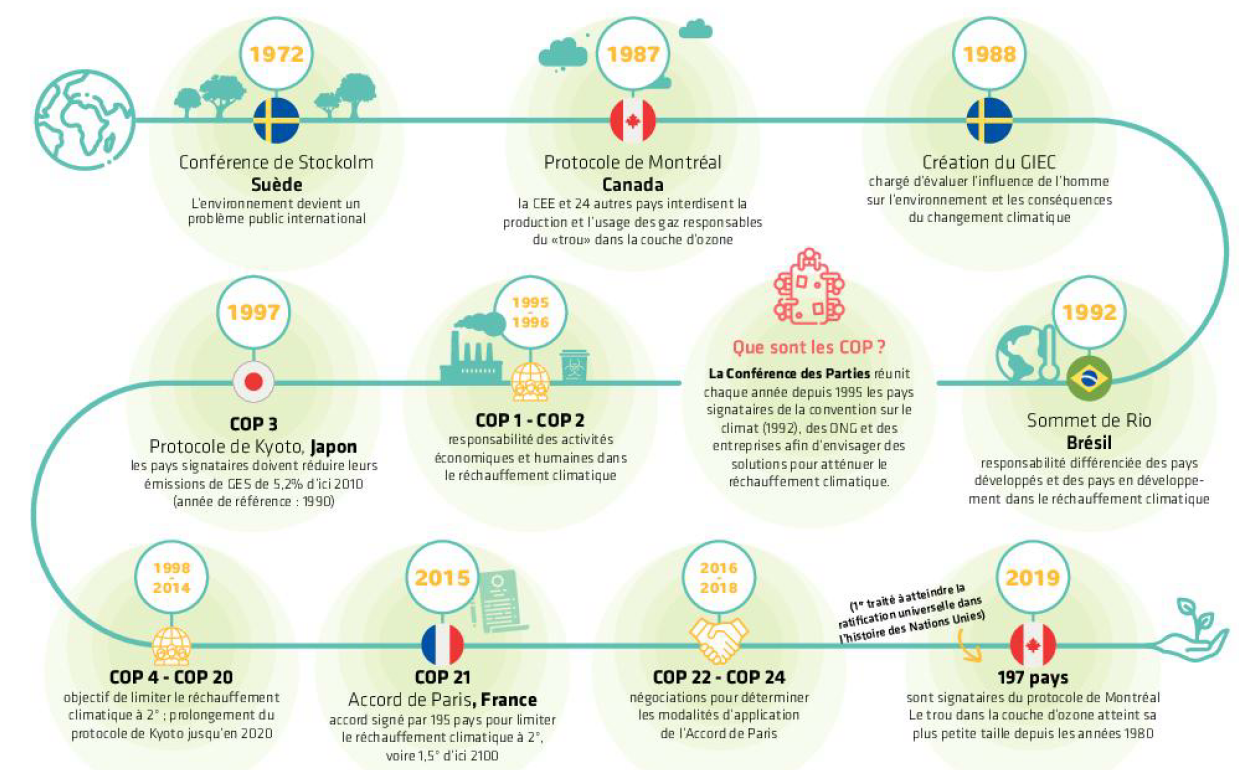 1972
Conférence de Stockolm
Suède
L'environnement devient un
problème public international
1987
Protocole de Montréal
Canada
la CEE et 24 autres pays interdisent la
production et l'usage des gaz responsables
du «trou» dans la couche d'ozone
1988
Création du GIEC
chargé d'évaluer l'influence de l'homme
sur l'environnement et les conséquences
du changement climatique
1992
Sommet de Rio
Brésil
responsabilité différenciée des pays
développés et des pays en développe-
ment dans le réchauffement climatique
Que sont les COP ?
La Conférence des Parties réunit
chaque année depuis 1995 les pays
signataires de la convention sur le
climat (1992), des ONG et des
entreprises afin d'envisager des
solutions pour atténuer le
réchauffement climatique.
1995
-
1996
COP 1 - COP 2
responsabilité des activités
économiques et humaines dans
le réchauffement climatique
1997
COP 3
Protocole de Kyoto, Japon
les pays signataires doivent réduire leurs
émissions de GES de 5,2% d'ici 2010
(année de référence : 1990)
1998
-
2014
COP 4 - COP 20
objectif de limiter le réchauffement
climatique à 2° ; prolongement du
protocole de Kyoto jusqu'en 2020
2015
COP 21
Accord de Paris, France
accord signé par 195 pays pour limiter
le réchauffement climatique à 2°,
voire 1,5° d'ici 2100
2016
-
2018
COP 22 - COP 24
négociations pour déterminer
les modalités d'application
de l'Accord de Paris
(1e traité à atteindre la
ratification universelle dans
l'histoire des Nations Unies)
2019
197 pays
sont signataires du protocole de Montréal
Le trou dans la couche d'ozone atteint sa
plus petite taille depuis les années 1980